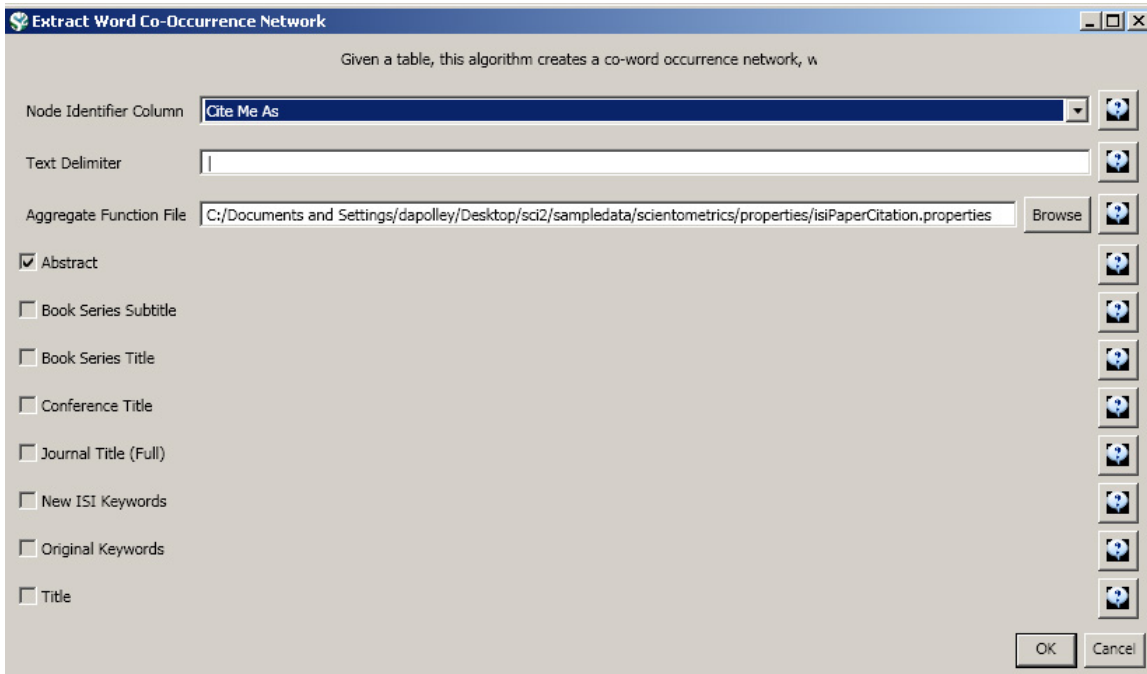 Extract Word Co-Occurrence Network
Given a table, this algorithm creates a co-word occurrence network, w
Node Identifier Column Cite Me As
Text Delimiter |
Aggregate Function File C:/Documents and Settings/dapolley/Desktop/sci2/sampledata/scientometrics/properties/isiPaperCitation.properties Browse
Abstract
Book Series Subtitle
Book Series Title
Conference Title
Journal Title (Full)
New ISI Keywords
Original Keywords
Title
OK Cancel